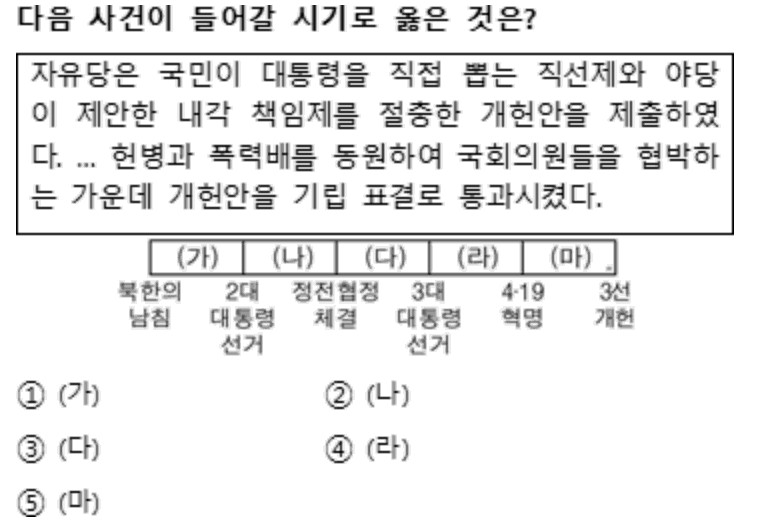 다음 사건이 들어갈 시기로 옳은 것은?
자유당은 국민이 대통령을 직접 뽑는 직선제와 야당
이 제안한 내각 책임제를 절충한 개헌안을 제출하였
다. ... 헌병과 폭력배를 동원하여 국회의원들을 협박하
는 가운데 개헌안을 기립 표결로 통과시켰다.
(가) (나) (다) (라) (마)
북한의 2대 정전협정 3대 4·19 3선
남침 대통령 체결 대통령 혁명 개헌
선거 선거
① (가) ② (나)
③ (다) ④ (라)
⑤ (마)